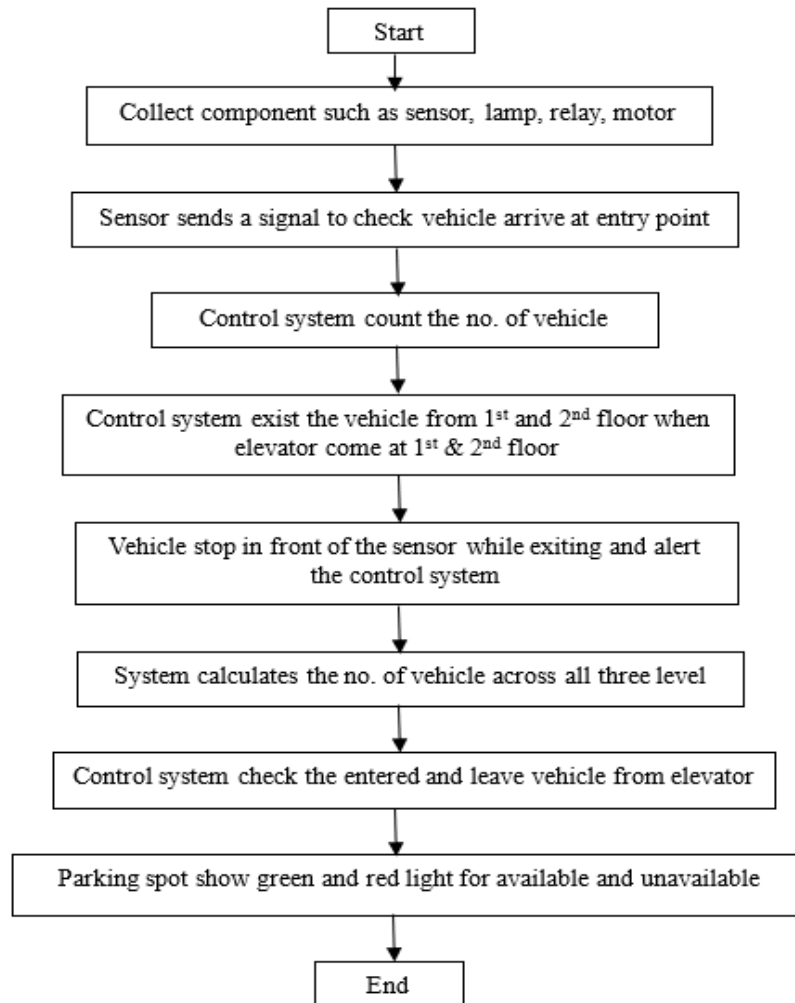 Start
Collect component such as sensor, lamp, relay, motor
Sensor sends a signal to check vehicle arrive at entry point
Control system count the no. of vehicle
Control system exist the vehicle from 1st and 2nd floor when
elevator come at 1st & 2nd floor
Vehicle stop in front of the sensor while exiting and alert
the control system
System calculates the no. of vehicle across all three level
Control system check the entered and leave vehicle from elevator
Parking spot show green and red light for available and unavailable
End